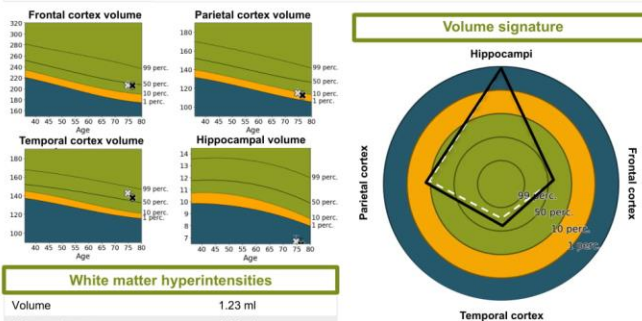 Frontal cortex volume
320
300
280
260
240
220
200
180
160
99 perc.
50 perc.
10 perc.
1 perc.
40 45 50 55 60 65 70 75 80
Age
Parietal cortex volume
180
160
140
120
100
99 perc.
50 perc.
10 perc.
1 perc.
40 45 50 55 60 65 70 75 80
Age
Temporal cortex volume
180
160
140
120
100
99 perc.
50 perc.
10 perc.
1 perc.
40 45 50 55 60 65 70 75 80
Age
Hippocampal volume
14
13
12
11
10
9
8
7
99 perc.
50 perc.
10 perc.
1 perc.
40 45 50 55 60 65 70 75 80
Age
White matter hyperintensities
Volume 1.23 ml
Volume signature
Hippocampi
Parietal cortex
Frontal cortex
99 perc.
50 perc.
10 perc.
1 perc.
Temporal cortex